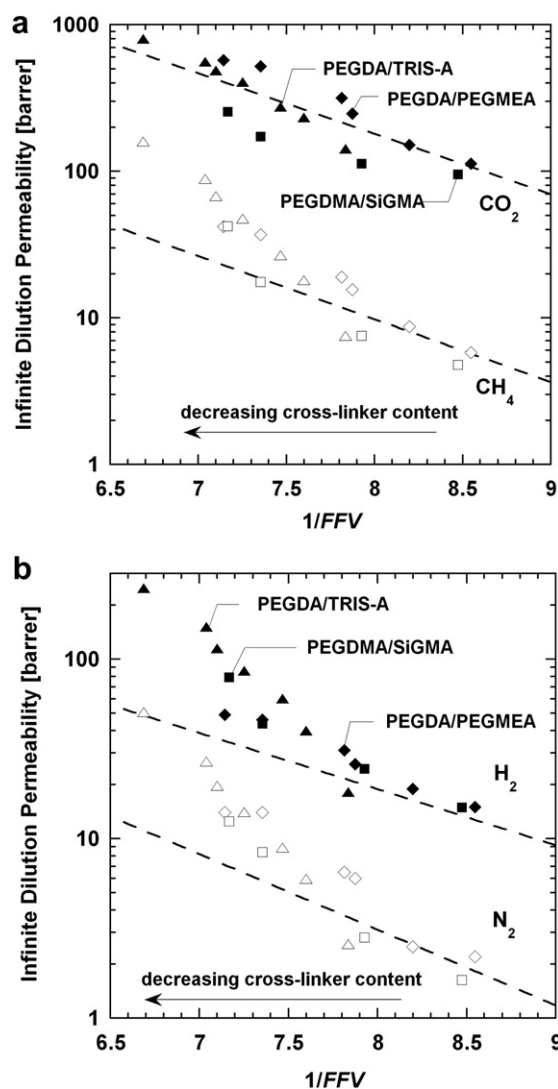 a
1000
PEGDA/TRIS-A
PEGDA/PEGMEA
100
PEGDMA/SiGMA
CO2
10
CH4
decreasing cross-linker content
1
6.5 7 7.5 8 8.5 9
1/FFV
Infinite Dilution Permeability [barrer]
b
PEGDA/TRIS-A
PEGDMA/SiGMA
100
PEGDA/PEGMEA
H2
10
N2
decreasing cross-linker content
1
6.5 7 7.5 8 8.5 9
1/FFV
Infinite Dilution Permeability [barrer]